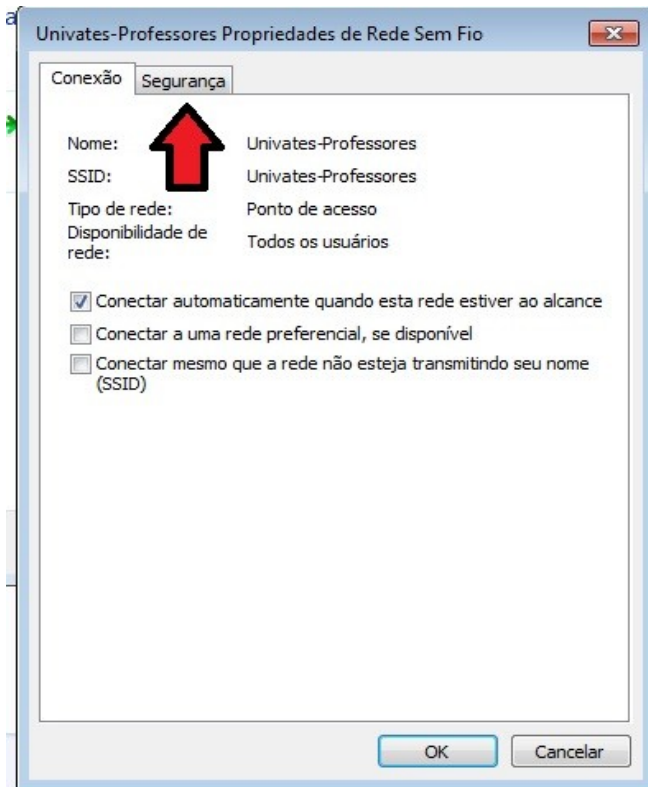 Univates-Professores Propriedades de Rede Sem Fio
Conexão Segurança
Nome: Univates-Professores
SSID: Univates-Professores
Tipo de rede: Ponto de acesso
Disponibilidade de
rede: Todos os usuários
Conectar automaticamente quando esta rede estiver ao alcance
Conectar a uma rede preferencial, se disponível
Conectar mesmo que a rede não esteja transmitindo seu nome
(SSID)
OK Cancelar